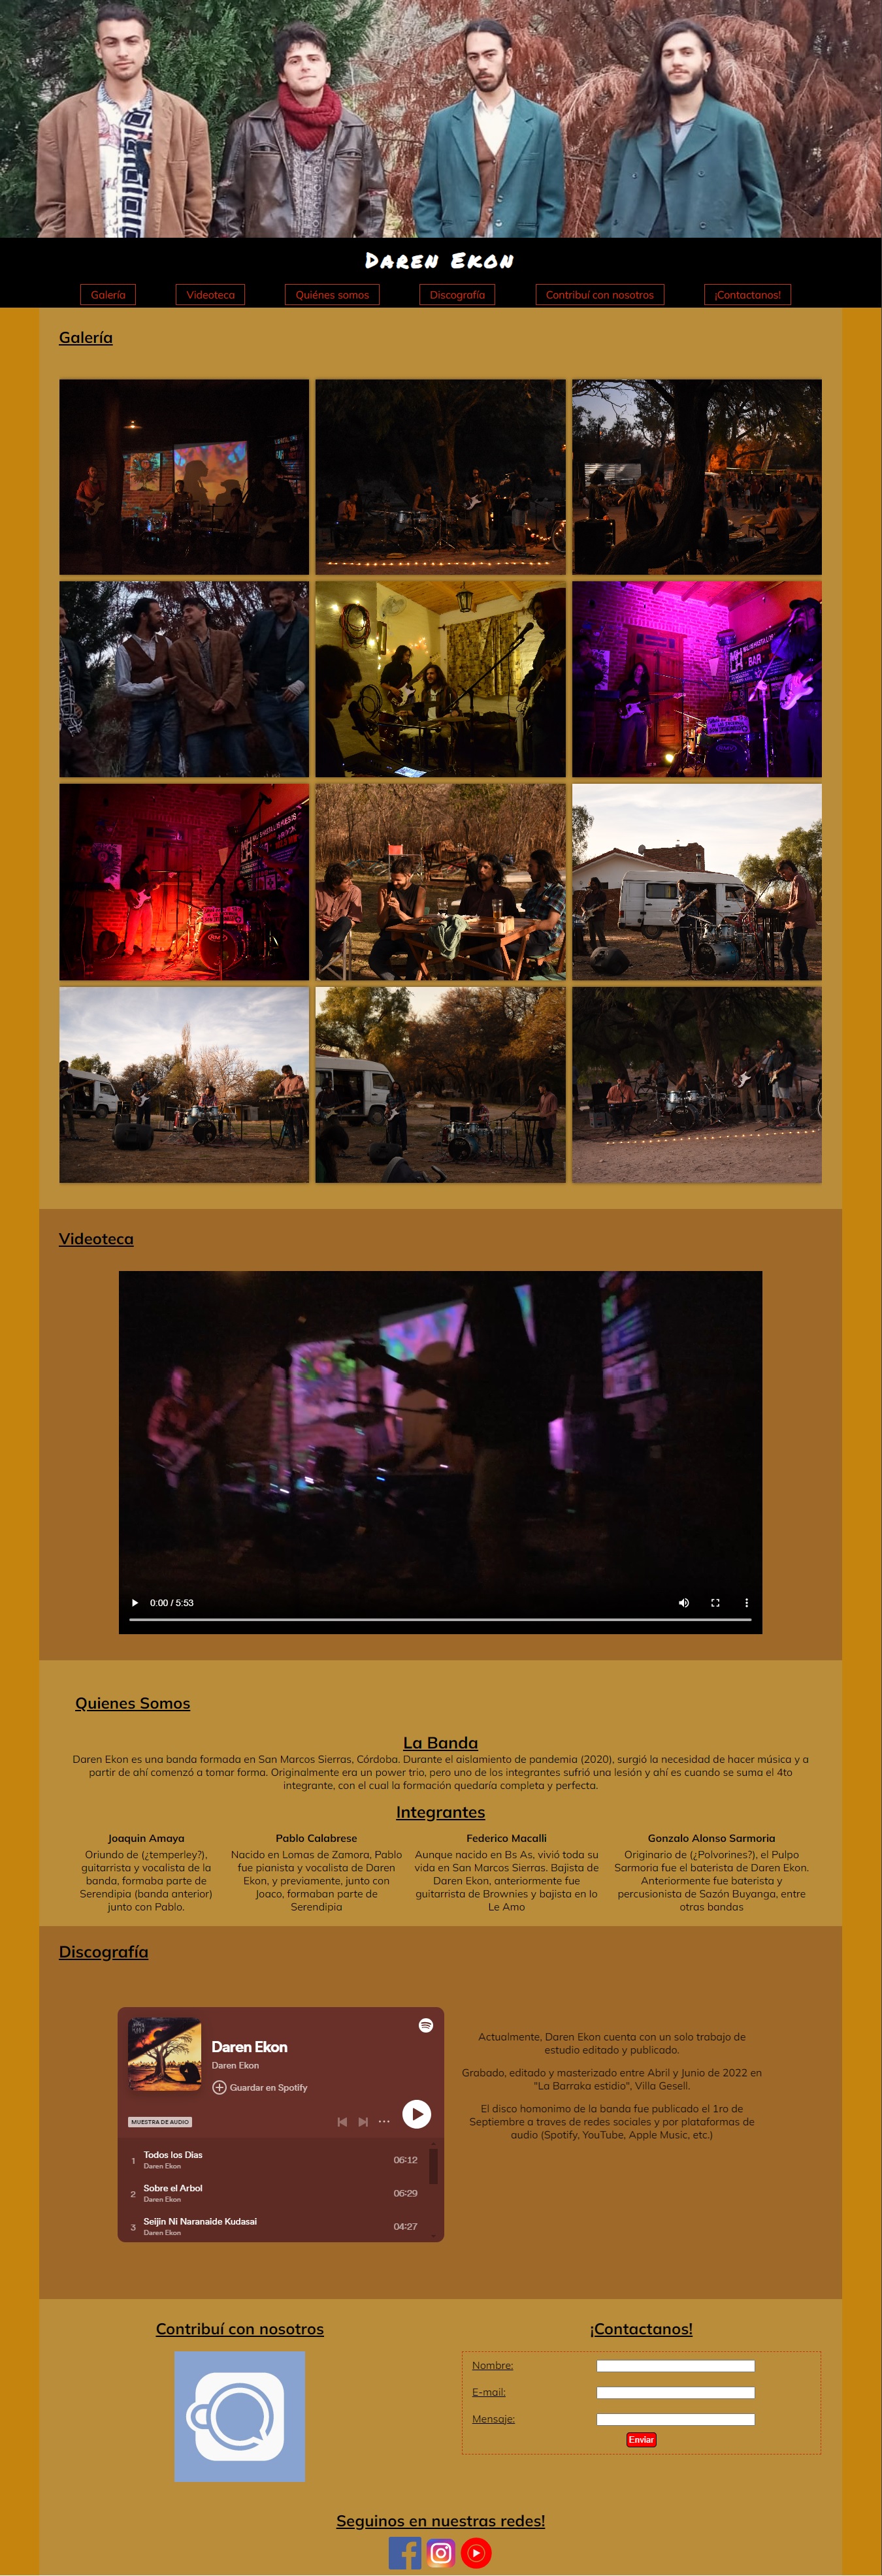 Daren Ekon
Galería
Videoteca
Quiénes somos
Discografía
Contribuí con nosotros
¡Contactanos!
Galería
BAR
Videoteca
0:00 / 5:53
Quienes Somos
La Banda
Daren Ekon es una banda formada en San Marcos Sierras, Córdoba. Durante el aislamiento de pandemia (2020), surgió la necesidad de hacer música y a
partir de ahí comenzó a tomar forma. Originalmente era un power trio, pero uno de los integrantes sufrió una lesión y ahí es cuando se suma el 4to
integrante, con el cual la formación quedaría completa y perfecta.
Integrantes
Joaquin Amaya
Oriundo de (¿temperley?),
guitarrista y vocalista de la
banda, formaba parte de
Serendipia (banda anterior)
junto con Pablo.
Pablo Calabrese
Nacido en Lomas de Zamora, Pablo
fue pianista y vocalista de Daren
Ekon, y previamente, junto con
Joaco, formaban parte de
Serendipia
Federico Macalli
Aunque nacido en Bs As, vivió toda su
vida en San Marcos Sierras. Bajista de
Daren Ekon, anteriormente fue
guitarrista de Brownies y bajista en lo
Le Amo
Gonzalo Alonso Sarmoria
Originario de (¿Polvorines?), el Pulpo
Sarmoria fue el baterista de Daren Ekon.
Anteriormente fue baterista y
percusionista de Sazón Buyanga, entre
otras bandas
Discografía
Daren Ekon
Daren Ekon
Guardar en Spotify
MUESTRA DE AUDIO
1 Todos los Días 06:12
Daren Ekon
2 Sobre el Arbol 06:29
Daren Ekon
3 Seijin Ni Naranaide Kudasai 04:27
Daren Ekon
Actualmente, Daren Ekon cuenta con un solo trabajo de
estudio editado y publicado.
Grabado, editado y masterizado entre Abril y Junio de 2022 en
"La Barraka estidio", Villa Gesell.
El disco homonimo de la banda fue publicado el 1ro de
Septiembre a traves de redes sociales y por plataformas de
audio (Spotify, YouTube, Apple Music, etc.)
Contribuí con nosotros
¡Contactanos!
Nombre:
E-mail:
Mensaje:
Enviar
Seguinos en nuestras redes!